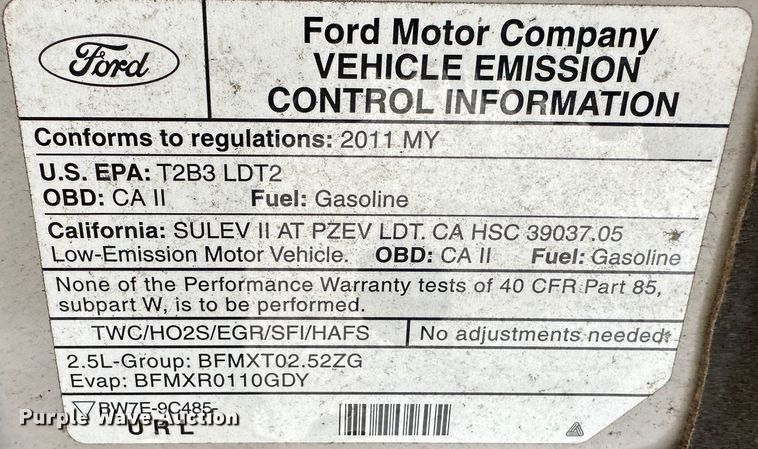 Ford
Ford Motor Company
VEHICLE EMISSION
CONTROL INFORMATION
Conforms to regulations: 2011 MY
U.S. EPA: T2B3 LDT2
OBD: CA II Fuel: Gasoline
California: SULEV II AT PZEV LDT. CA HSC 39037.05
Low-Emission Motor Vehicle. OBD: CA II Fuel: Gasoline
None of the Performance Warranty tests of 40 CFR Part 85,
subpart W, is to be performed.
TWC/HO2S/EGR/SFI/HAFS No adjustments needed.
2.5L-Group: BFMXT02.52ZG
Evap: BFMXR0110GDY
BW7E-9C485
Purple Wave Auction
URL